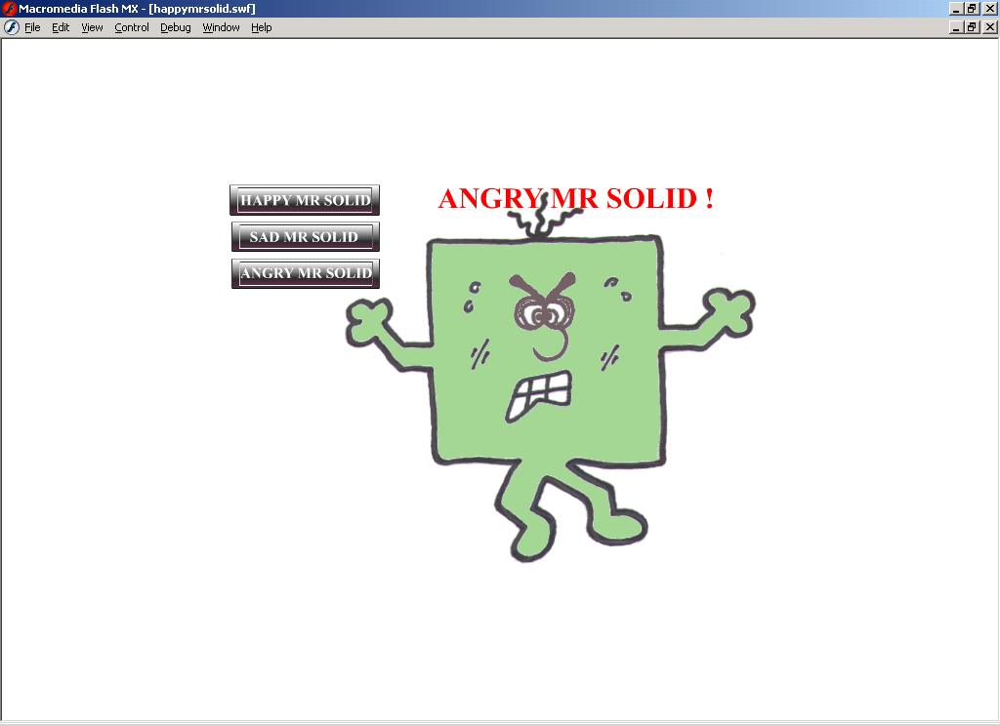 Macromedia Flash MX - [happymrsolid.swf]
File Edit View Control Debug Window Help
HAPPY MR SOLID
ANGRY MR SOLID !
SAD MR SOLID
ANGRY MR SOLID